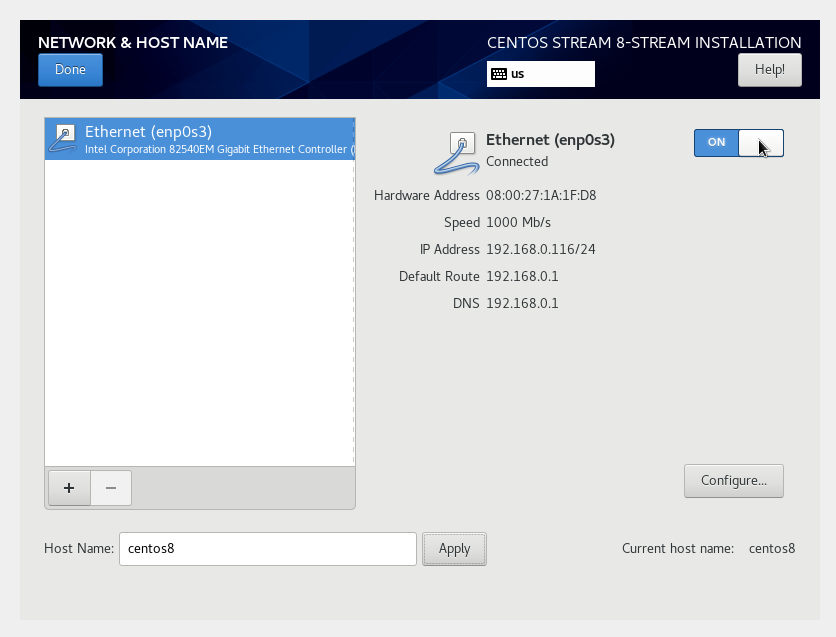 NETWORK & HOST NAME
CENTOS STREAM 8-STREAM INSTALLATION
Done
us
Help!
Ethernet (enp0s3)
Intel Corporation 82540EM Gigabit Ethernet Controller (
Ethernet (enp0s3)
Connected
ON
Hardware Address 08:00:27:1A:1F:D8
Speed 1000 Mb/s
IP Address 192.168.0.116/24
Default Route 192.168.0.1
DNS 192.168.0.1
+ −
Configure...
Host Name: centos8 Apply Current host name: centos8